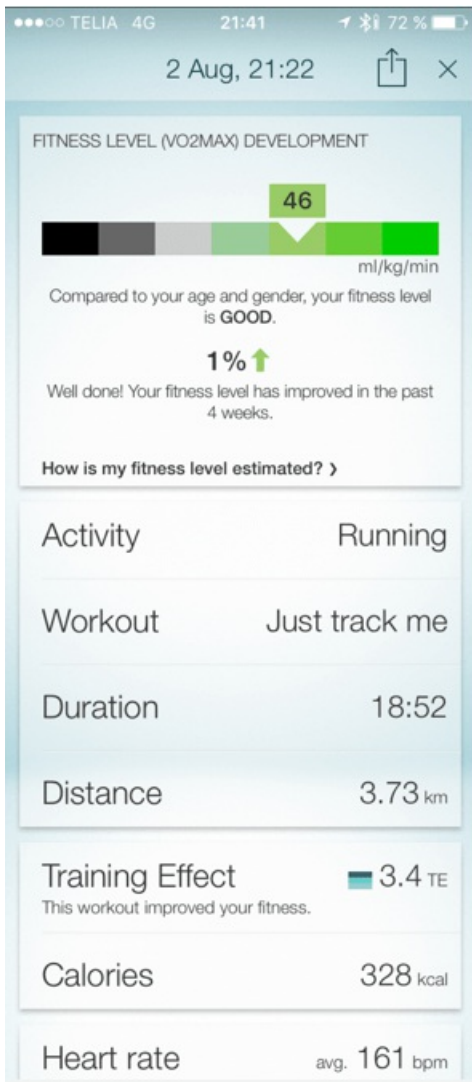 TELIA 4G 21:41 72 %
2 Aug, 21:22
FITNESS LEVEL (VO2MAX) DEVELOPMENT
46
ml/kg/min
Compared to your age and gender, your fitness level
is GOOD.
1%
Well done! Your fitness level has improved in the past
4 weeks.
How is my fitness level estimated? ❯
Activity Running
Workout Just track me
Duration 18:52
Distance 3.73 km
Training Effect 3.4 TE
This workout improved your fitness.
Calories 328 kcal
Heart rate avg. 161 bpm